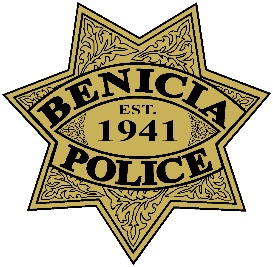 BENICIA
EST.
1941
POLICE